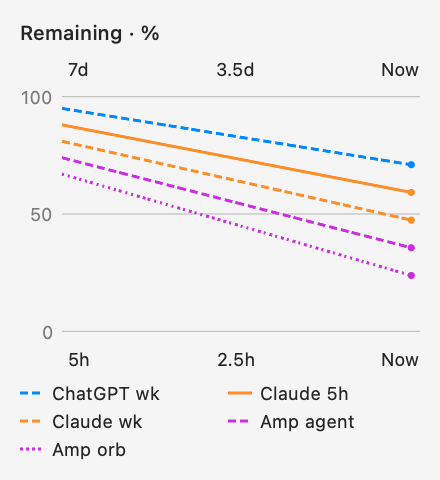 Remaining · %
7d 3.5d Now
100
50
0
5h 2.5h Now
ChatGPT wk Claude 5h
Claude wk Amp agent
Amp orb